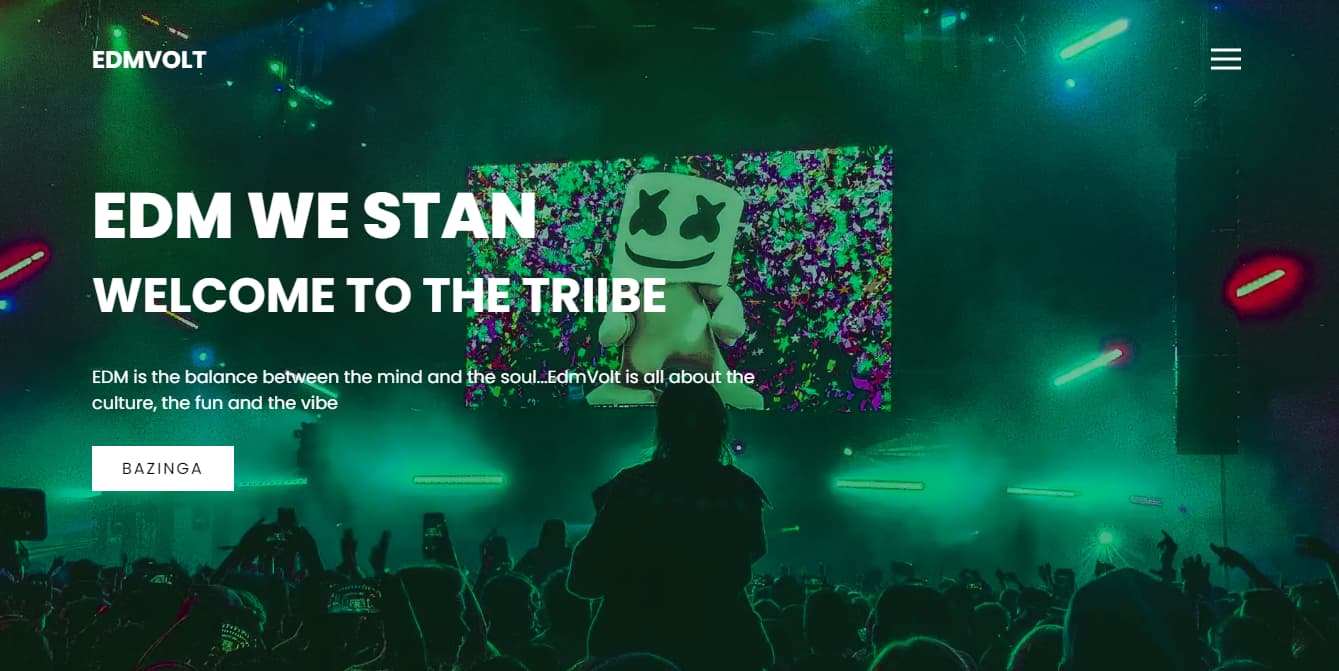 EDMVOLT
EDM WE STAN
WELCOME TO THE TRIIBE
EDM is the balance between the mind and the soul...EdmVolt is all about the
culture, the fun and the vibe
BAZINGA